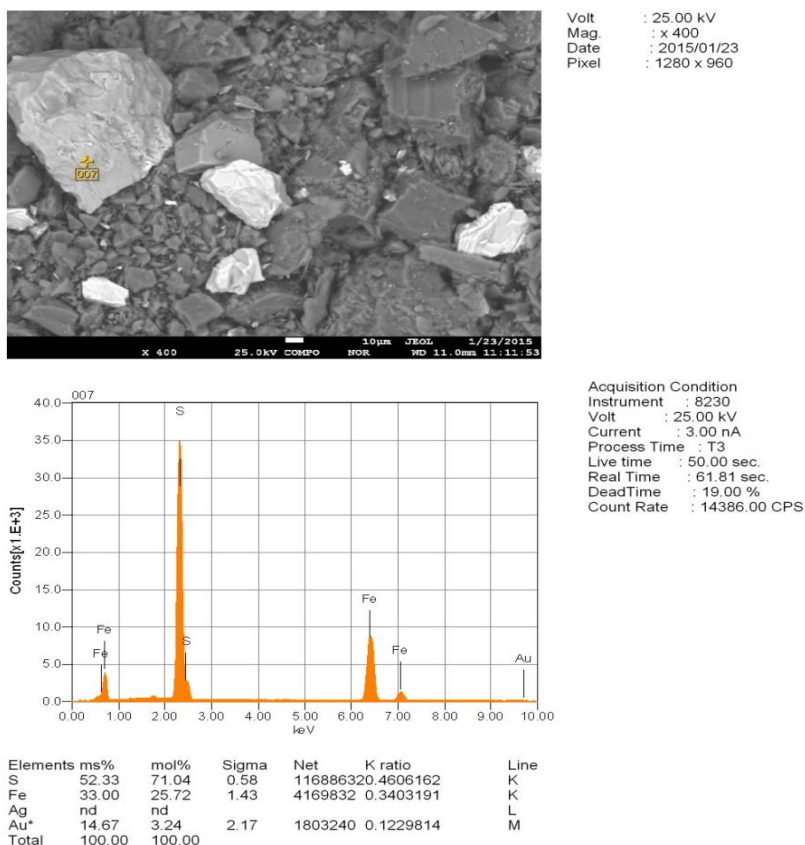 Volt : 25.00 kV
Mag. : x 400
Date : 2015/01/23
Pixel : 1280 x 960
007
10µm JEOL 1/23/2015
X 400 25.0kV COMPO NOR WD 11.0mm 11:11:53
Acquisition Condition
Instrument : 8230
Volt : 25.00 kV
Current : 3.00 nA
Process Time : T3
Live time : 50.00 sec.
Real Time : 61.81 sec.
DeadTime : 19.00 %
Count Rate : 14386.00 CPS
007
Counts[x1.E+3]
40.0
35.0
30.0
25.0
20.0
15.0
10.0
5.0
0.0
S
S
Fe
Fe
Fe
Fe
Au
0.00 1.00 2.00 3.00 4.00 5.00 6.00 7.00 8.00 9.00 10.00
keV
Elements ms% mol% Sigma Net K ratio Line
S 52.33 71.04 0.58 11688632 0.4606162 K
Fe 33.00 25.72 1.43 4169832 0.3403191 K
Ag nd nd L
Au* 14.67 3.24 2.17 1803240 0.1229814 M
Total 100.00 100.00